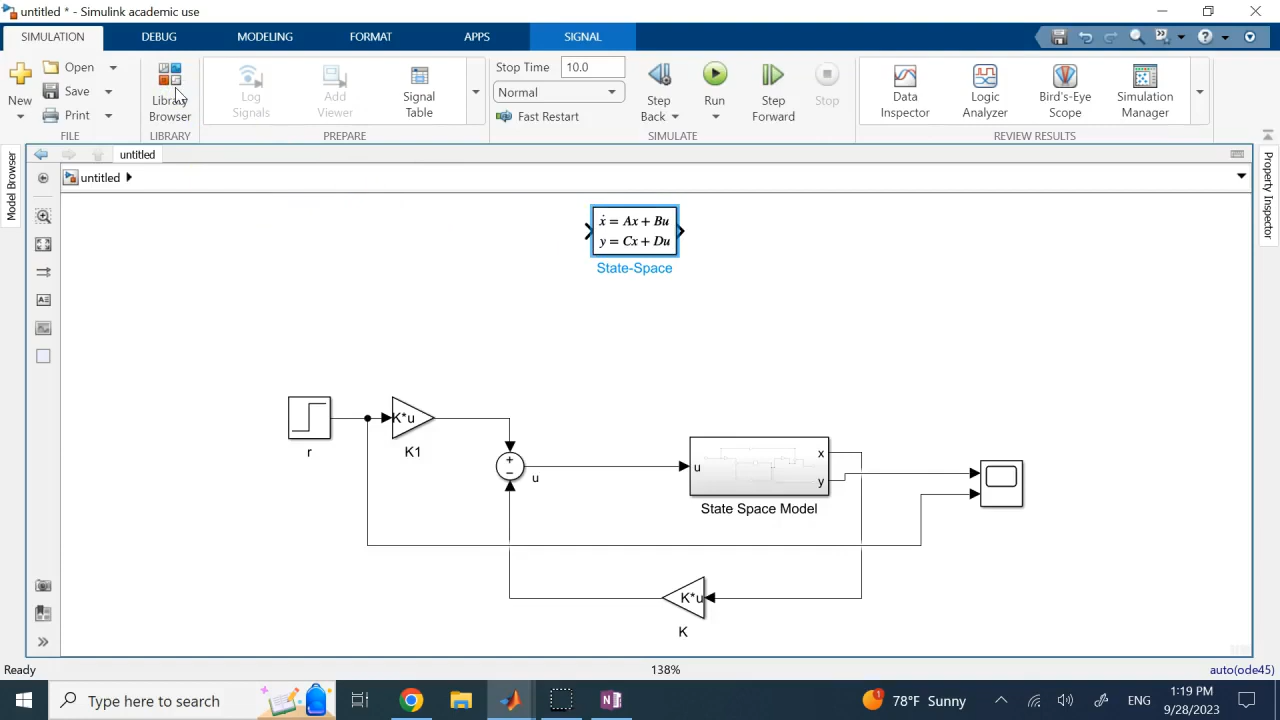 untitled * - Simulink academic use
SIMULATION DEBUG MODELING FORMAT APPS SIGNAL
New
Open
Save
Print
FILE
Library Browser
LIBRARY
Log Signals
Add Viewer
Signal Table
PREPARE
Stop Time 10.0
Normal
Fast Restart
Step Back
Run
Step Forward
Stop
SIMULATE
Data Inspector
Logic Analyzer
Bird's-Eye Scope
Simulation Manager
REVIEW RESULTS
Model Browser
untitled
untitled
Property Inspector
ẋ = Ax + Bu
y = Cx + Du
State-Space
r
K*u
K1
+
−
u
u
x
y
State Space Model
K*u
K
Ready 138% auto(ode45)
Type here to search
1
78°F Sunny
ENG
1:19 PM
9/28/2023